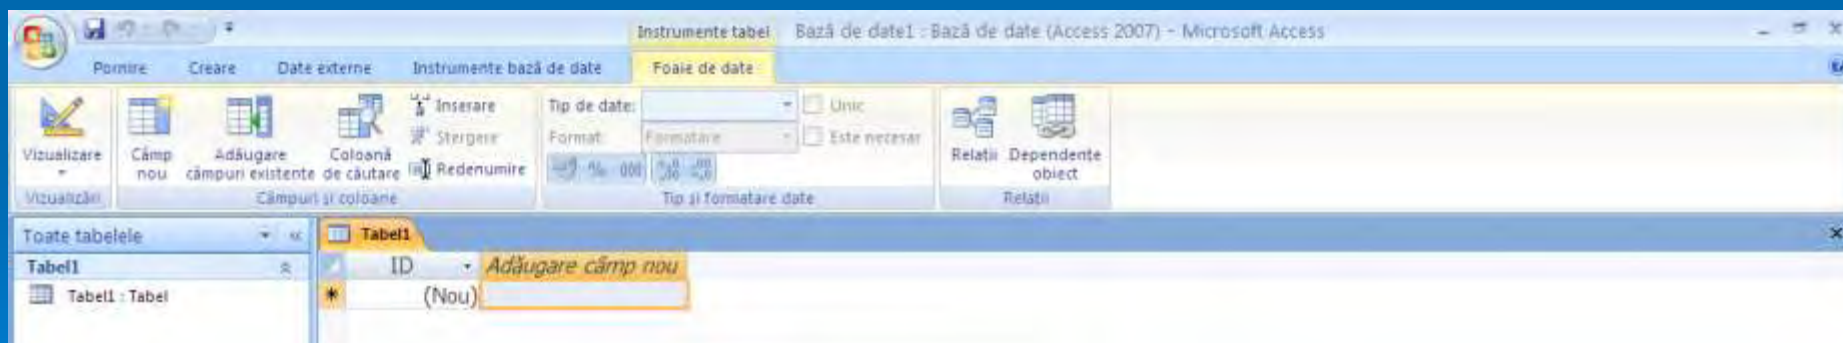 Instrumente tabel Bază de date1 : Bază de date (Access 2007) - Microsoft Access
Pornire Creare Date externe Instrumente bază de date Foaie de date
Vizualizare
Câmp nou
Adăugare câmpuri existente
Coloană de căutare
Inserare
Ștergere
Redenumire
Tip de date:
Format: Formatare
% 000
Unic
Este necesar
Relații
Dependențe obiect
Vizualizări Câmpuri și coloane Tip și formatare date Relații
Toate tabelele Tabel1
Tabel1 ID Adăugare câmp nou
Tabel1 : Tabel (Nou)